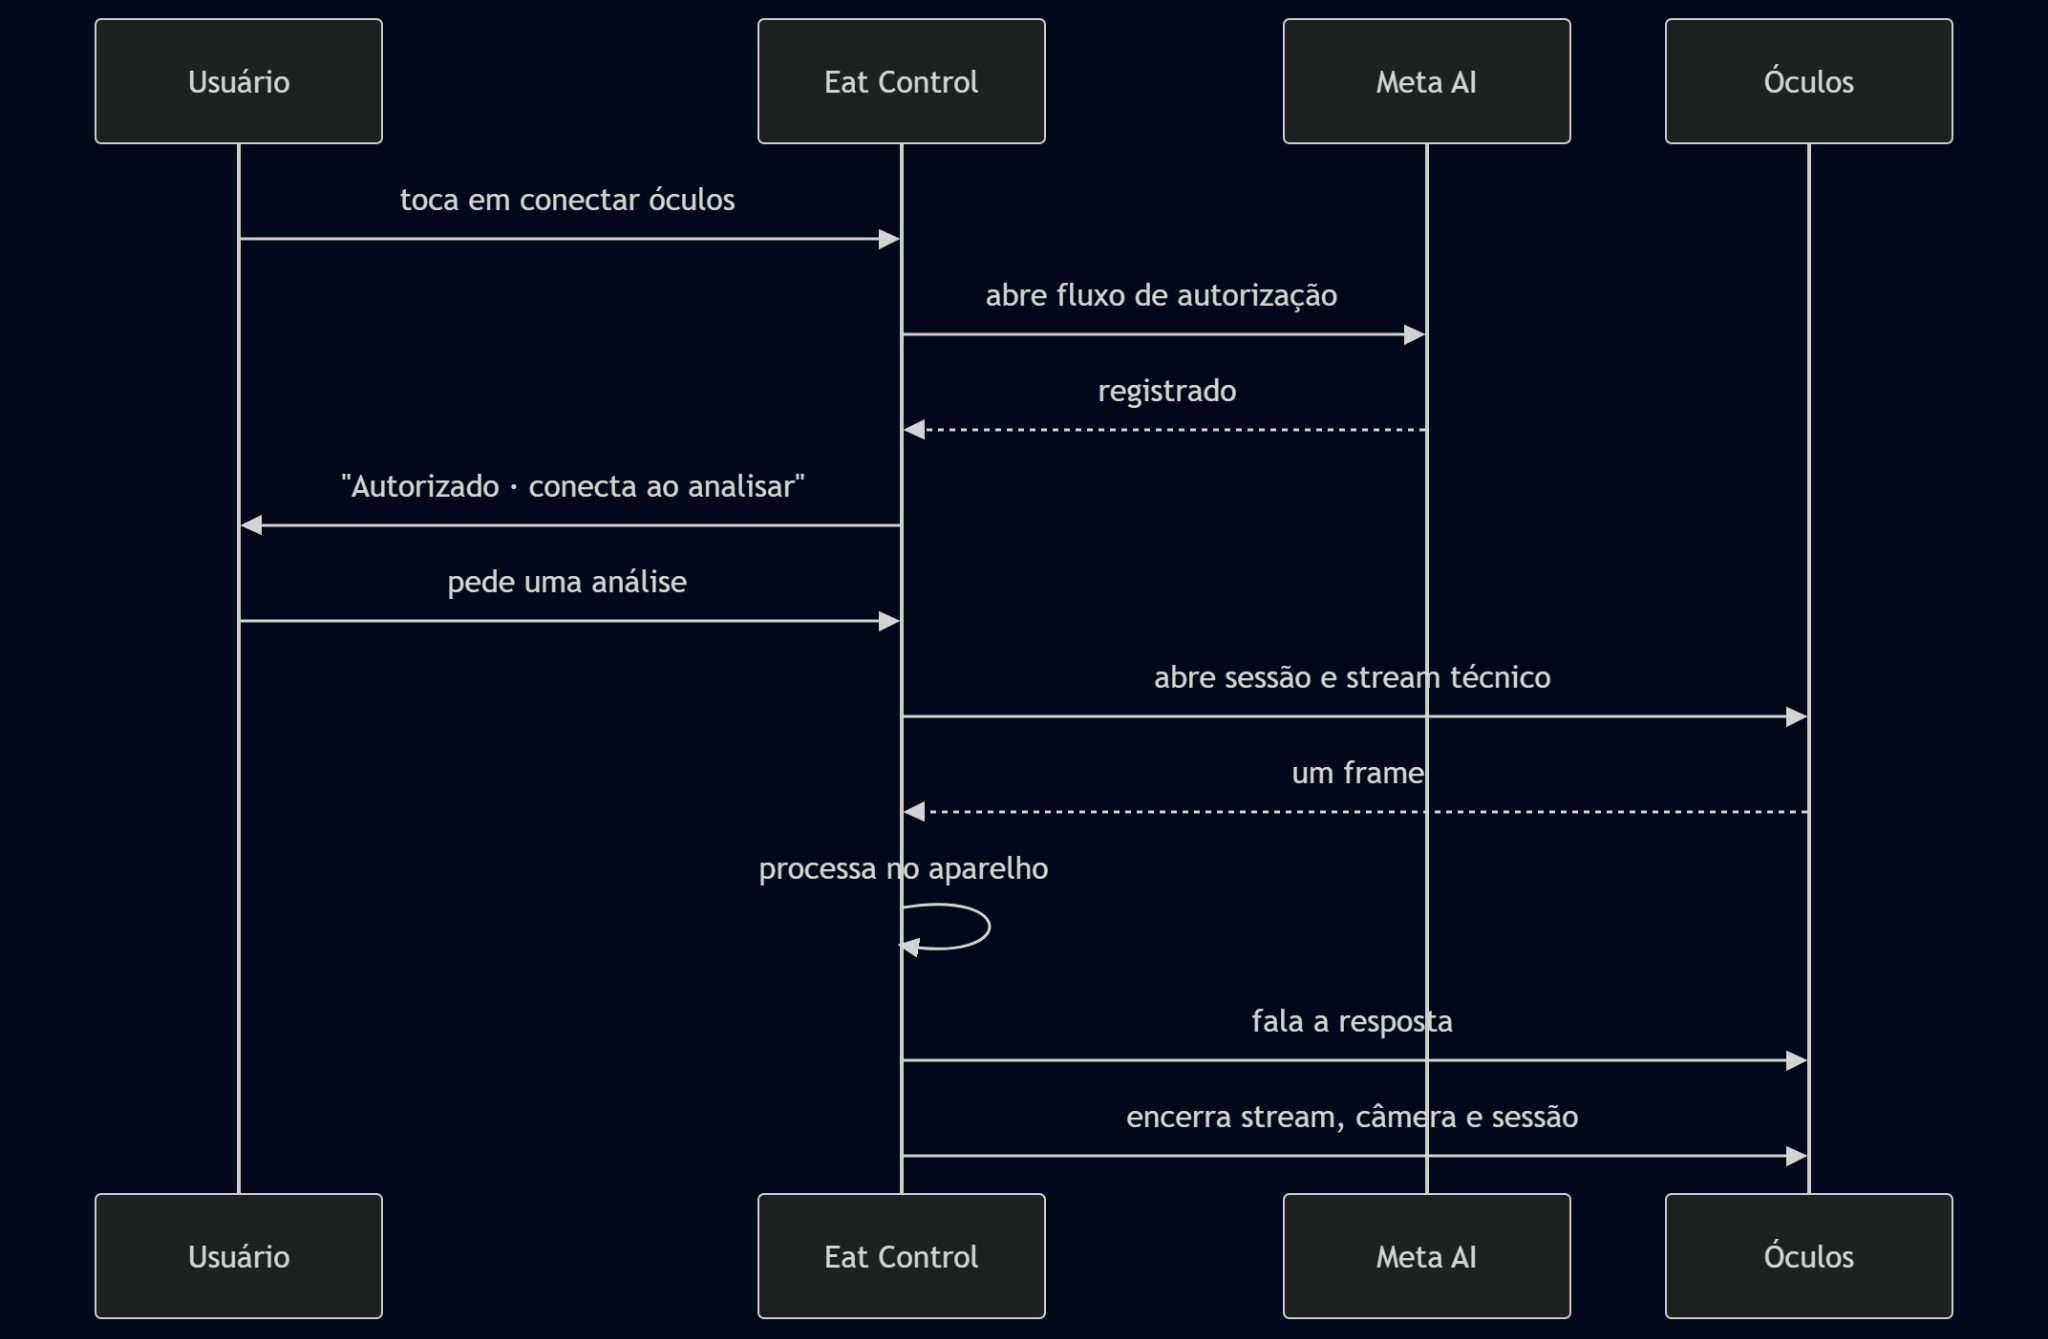 Usuário
Eat Control
Meta AI
Óculos
toca em conectar óculos
abre fluxo de autorização
registrado
"Autorizado · conecta ao analisar"
pede uma análise
abre sessão e stream técnico
um frame
processa no aparelho
fala a resposta
encerra stream, câmera e sessão
Usuário
Eat Control
Meta AI
Óculos